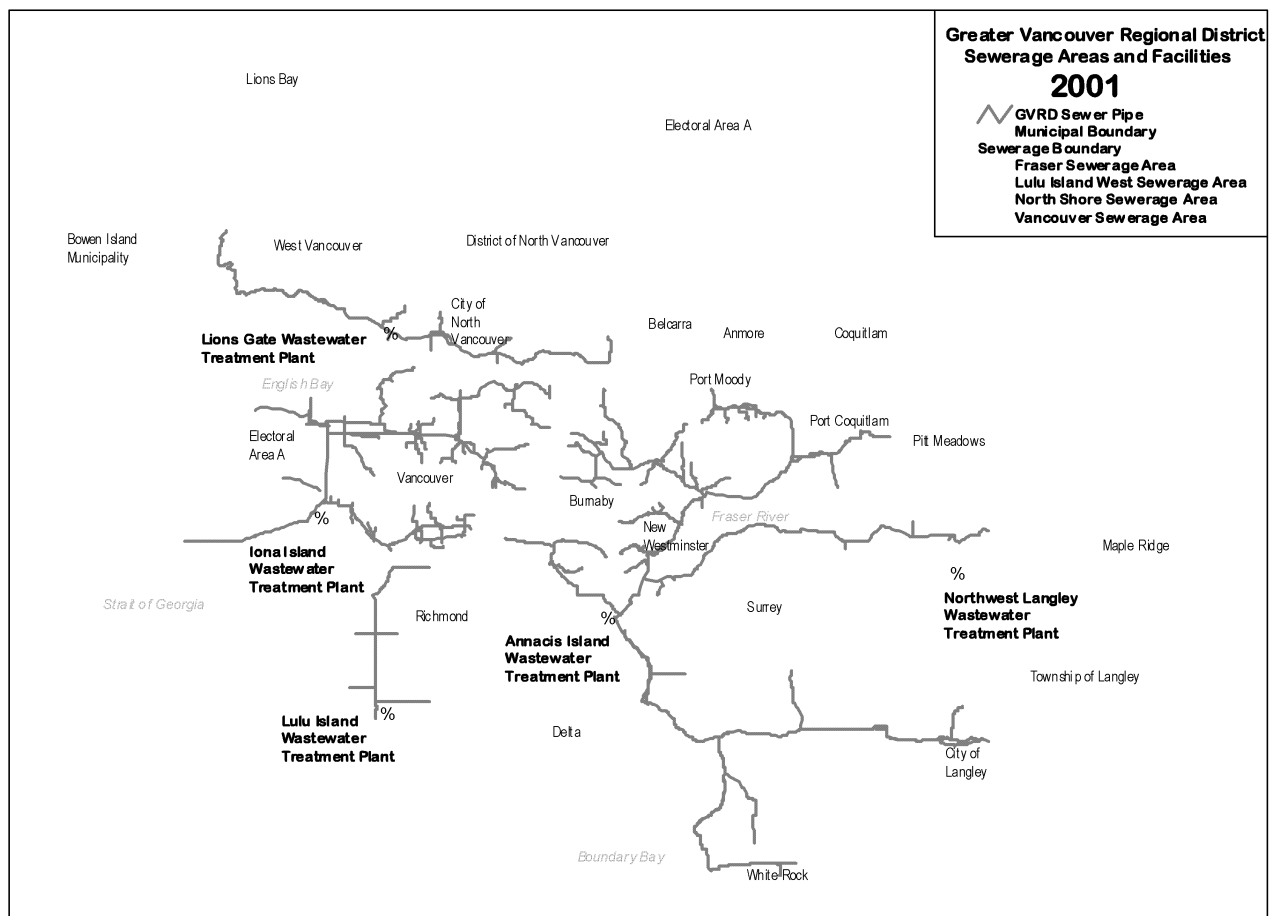 Greater Vancouver Regional District
Sewerage Areas and Facilities
2001
GVRD Sewer Pipe
Municipal Boundary
Sewerage Boundary
Fraser Sewerage Area
Lulu Island West Sewerage Area
North Shore Sewerage Area
Vancouver Sewerage Area
Lions Bay
Electoral Area A
Bowen Island
Municipality
West Vancouver
District of North Vancouver
City of
North
Vancouver
Belcarra
Anmore
Coquitlam
%
Lions Gate Wastewater
Treatment Plant
English Bay
Port Moody
Port Coquitlam
Pitt Meadows
Electoral
Area A
Vancouver
Burnaby
%
Fraser River
New
Westminster
Maple Ridge
Iona Island
Wastewater
Treatment Plant
%
Northwest Langley
Wastewater
Treatment Plant
Strait of Georgia
Richmond
Surrey
%
Annacis Island
Wastewater
Treatment Plant
Township of Langley
%
Lulu Island
Wastewater
Treatment Plant
Delta
City of
Langley
Boundary Bay
White Rock